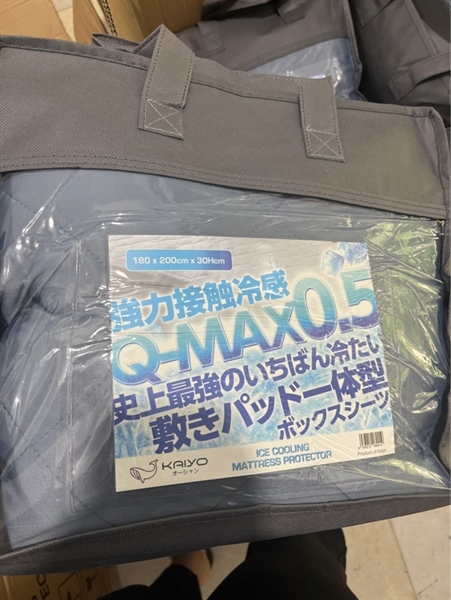 180 x 200cm x 30Hcm
強力接触冷感
Q-MAX0.5
史上最強のいちばん冷たい
敷きパッド一体型
ボックスシーツ
ICE COOLING
MATTRESS PROTECTOR
KAIYO
オーシャン